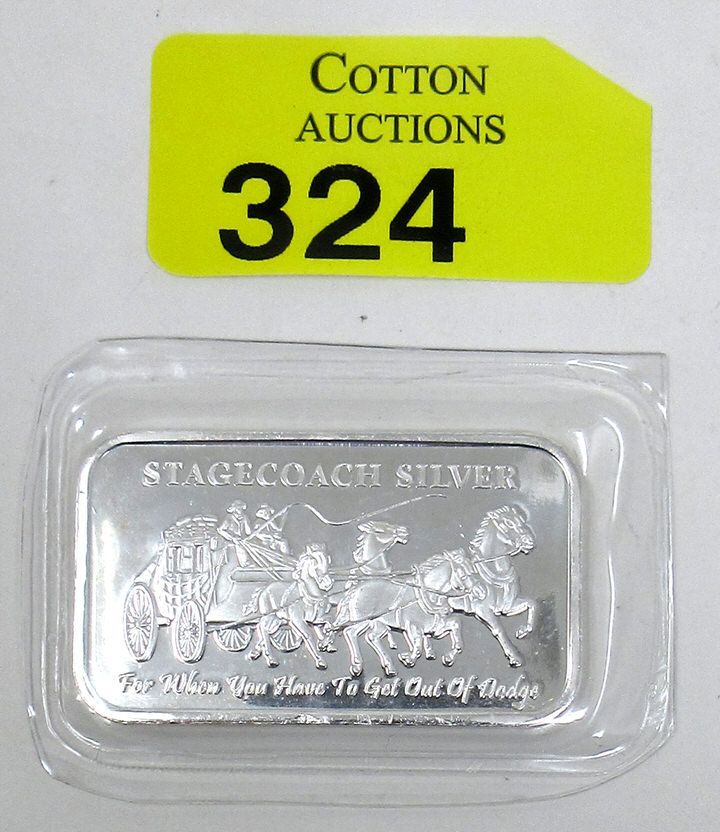 COTTON
AUCTIONS
324
STAGECOACH SILVER
For When You Have To Get Out Of Dodge